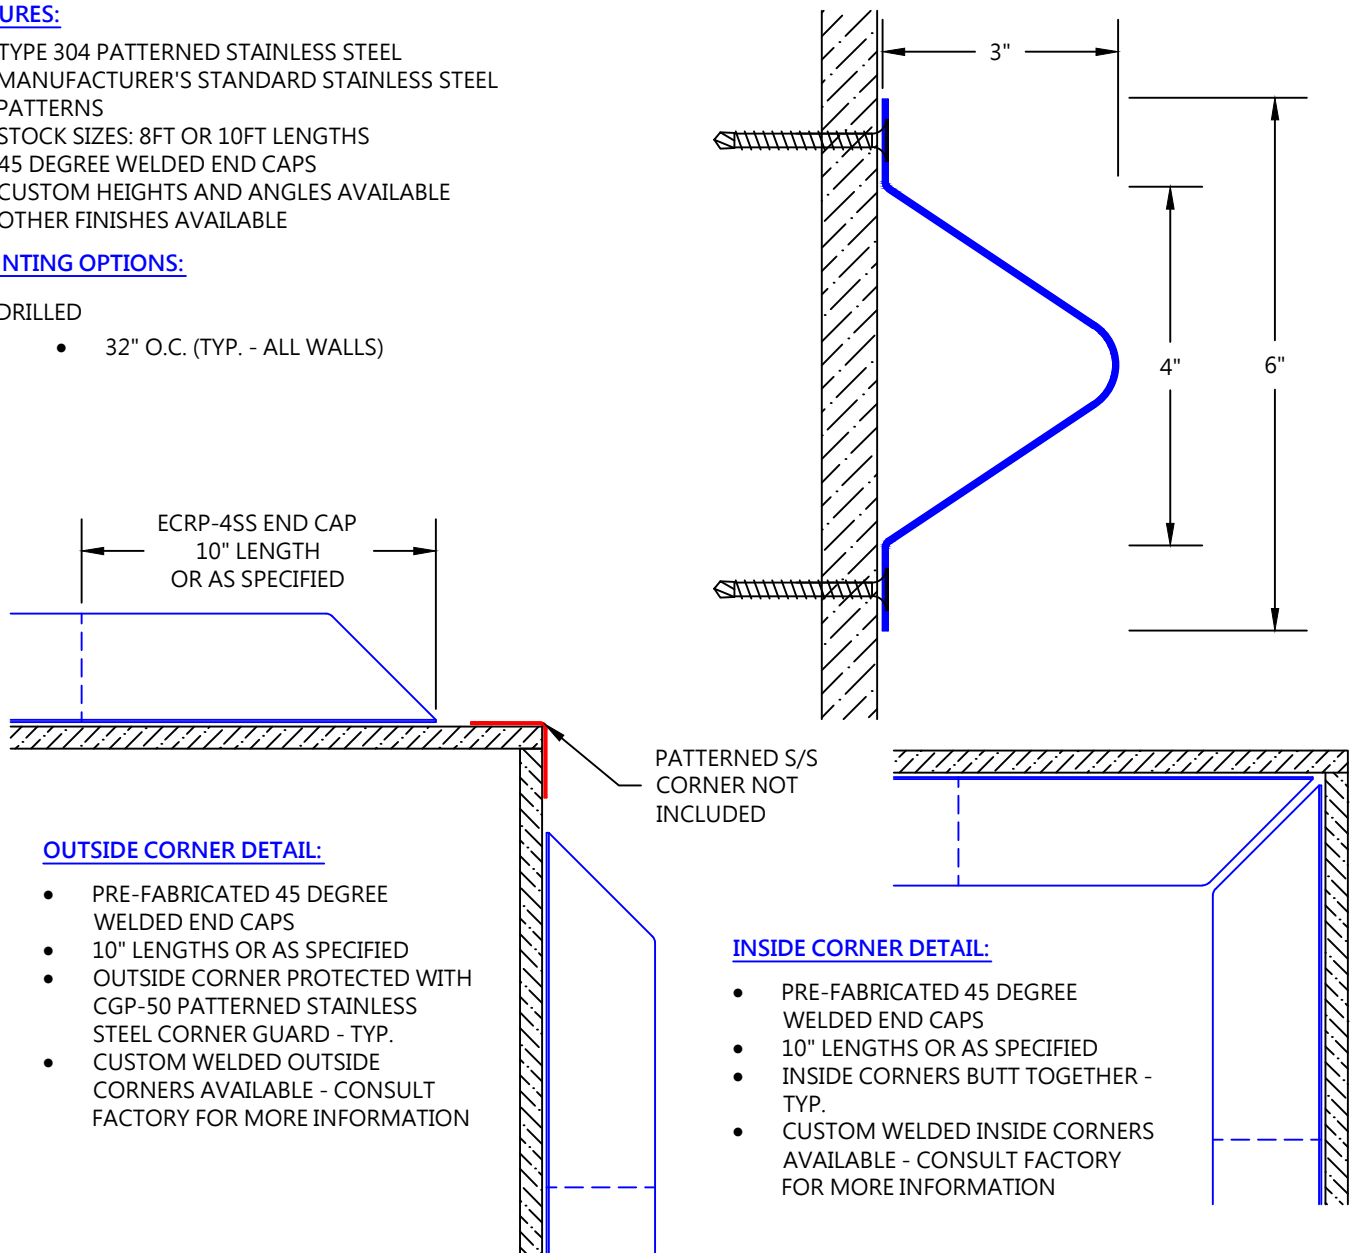 URES:
TYPE 304 PATTERNED STAINLESS STEEL
MANUFACTURER'S STANDARD STAINLESS STEEL
PATTERNS
STOCK SIZES: 8FT OR 10FT LENGTHS
45 DEGREE WELDED END CAPS
CUSTOM HEIGHTS AND ANGLES AVAILABLE
OTHER FINISHES AVAILABLE
NTING OPTIONS:
DRILLED
• 32" O.C. (TYP. - ALL WALLS)
3"
4"
6"
ECRP-4SS END CAP
10" LENGTH
OR AS SPECIFIED
PATTERNED S/S
CORNER NOT
INCLUDED
OUTSIDE CORNER DETAIL:
• PRE-FABRICATED 45 DEGREE
WELDED END CAPS
• 10" LENGTHS OR AS SPECIFIED
• OUTSIDE CORNER PROTECTED WITH
CGP-50 PATTERNED STAINLESS
STEEL CORNER GUARD - TYP.
• CUSTOM WELDED OUTSIDE
CORNERS AVAILABLE - CONSULT
FACTORY FOR MORE INFORMATION
INSIDE CORNER DETAIL:
• PRE-FABRICATED 45 DEGREE
WELDED END CAPS
• 10" LENGTHS OR AS SPECIFIED
• INSIDE CORNERS BUTT TOGETHER -
TYP.
• CUSTOM WELDED INSIDE CORNERS
AVAILABLE - CONSULT FACTORY
FOR MORE INFORMATION